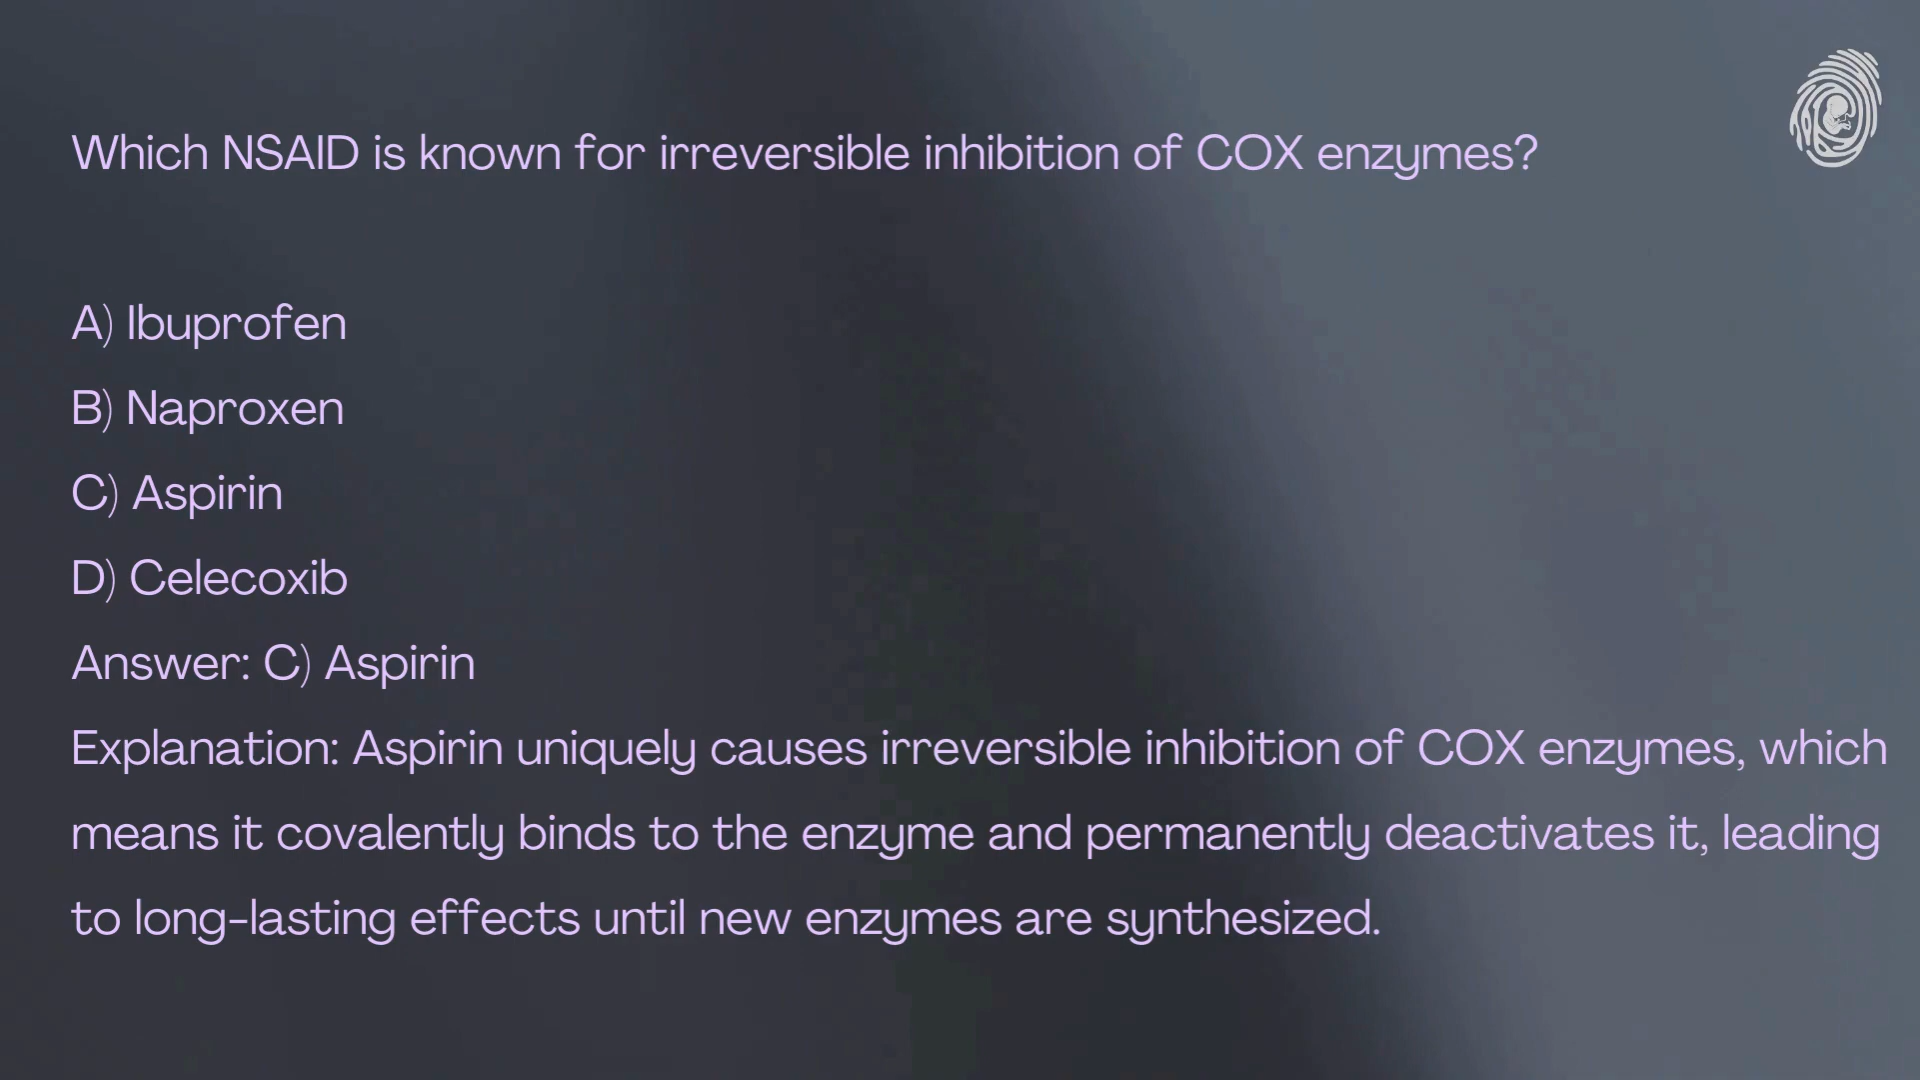 Which NSAID is known for irreversible inhibition of COX enzymes?
A) Ibuprofen
B) Naproxen
C) Aspirin
D) Celecoxib
Answer: C) Aspirin
Explanation: Aspirin uniquely causes irreversible inhibition of COX enzymes, which
means it covalently binds to the enzyme and permanently deactivates it, leading
to long-lasting effects until new enzymes are synthesized.